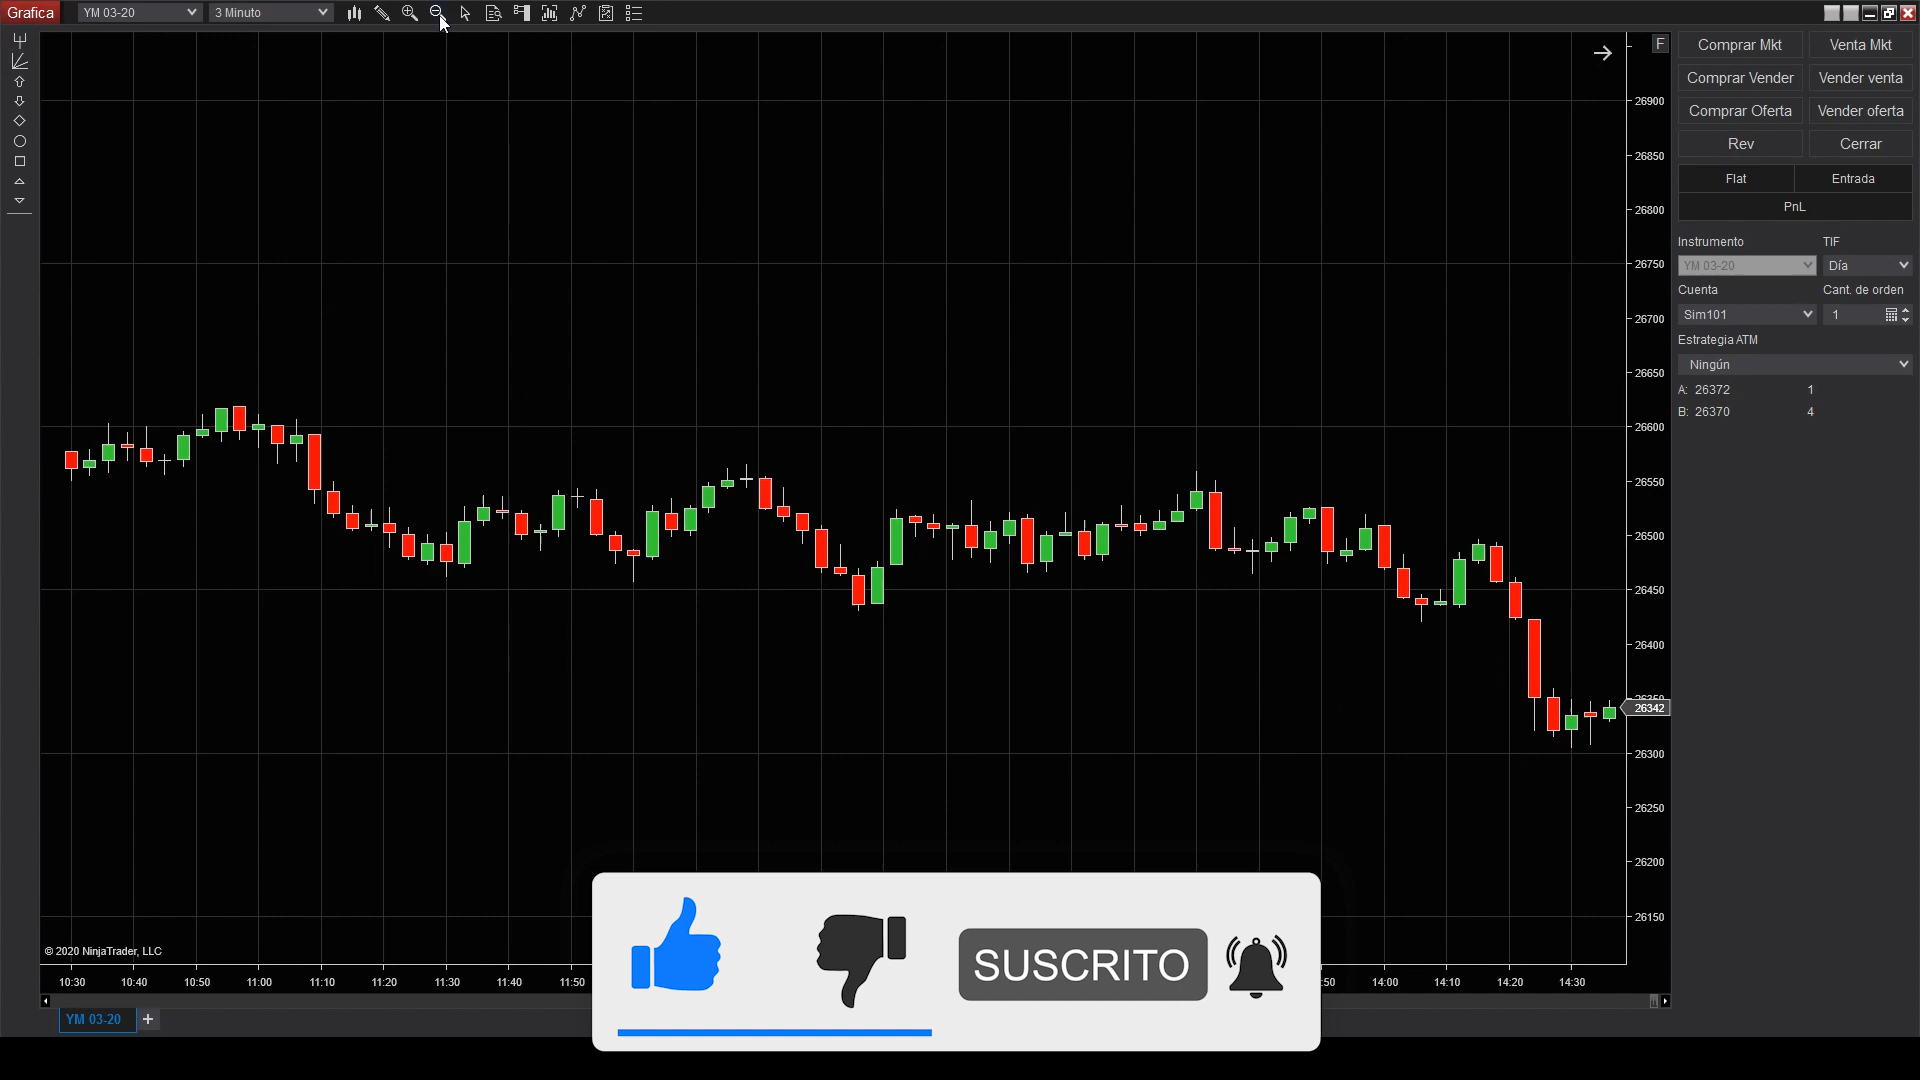 Grafica
YM 03-20
3 Minuto
F
Comprar Mkt
Venta Mkt
Comprar Vender
Vender venta
Comprar Oferta
Vender oferta
Rev
Cerrar
Flat
Entrada
PnL
Instrumento
TIF
YM 03-20
Día
Cuenta
Cant. de orden
Sim101
1
Estrategia ATM
Ningún
A: 26372 1
B: 26370 4
26900
26850
26800
26750
26700
26650
26600
26550
26500
26450
26400
26350
26342
26300
26250
26200
26150
© 2020 NinjaTrader, LLC
SUSCRITO
10:30 10:40 10:50 11:00 11:10 11:20 11:30 11:40 11:50 :50 14:00 14:10 14:20 14:30
YM 03-20 +